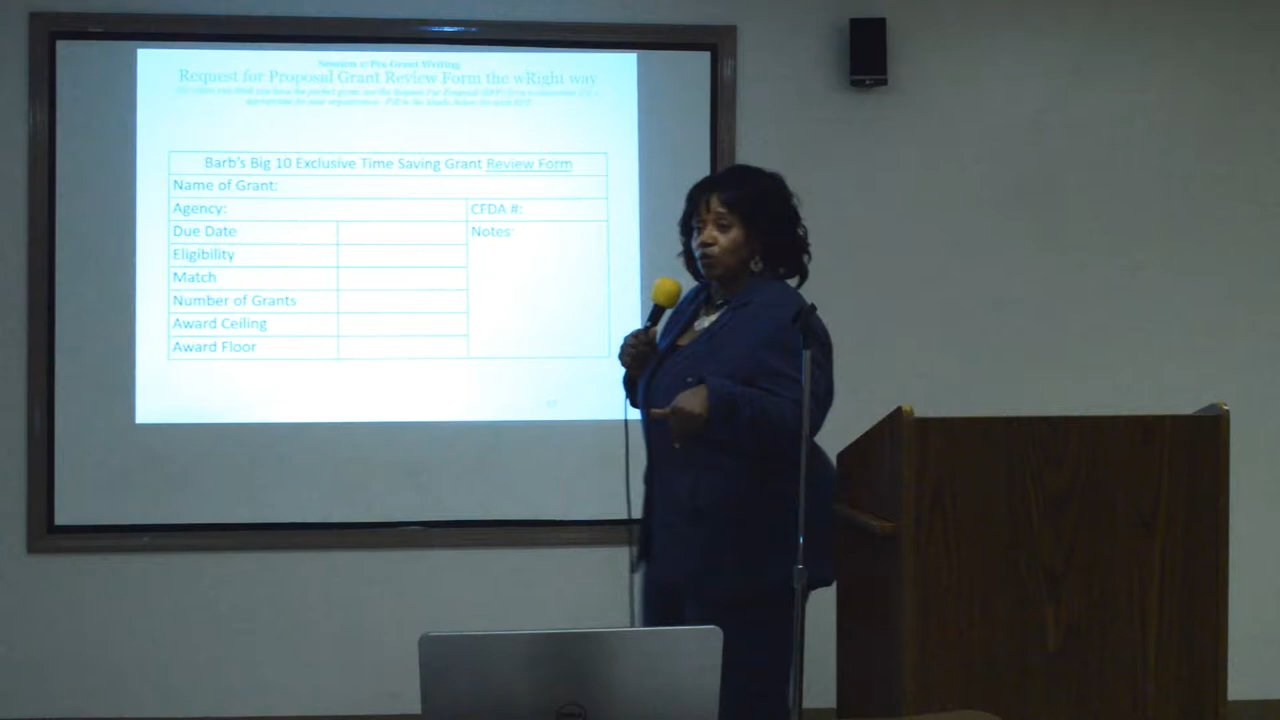 Session 1: Pre Grant Writing
Request for Proposal Grant Review Form the wRight way
Barb's Big 10 Exclusive Time Saving Grant Review Form
Name of Grant:
Agency:
CFDA #:
Due Date
Notes:
Eligibility
Match
Number of Grants
Award Ceiling
Award Floor
DELL